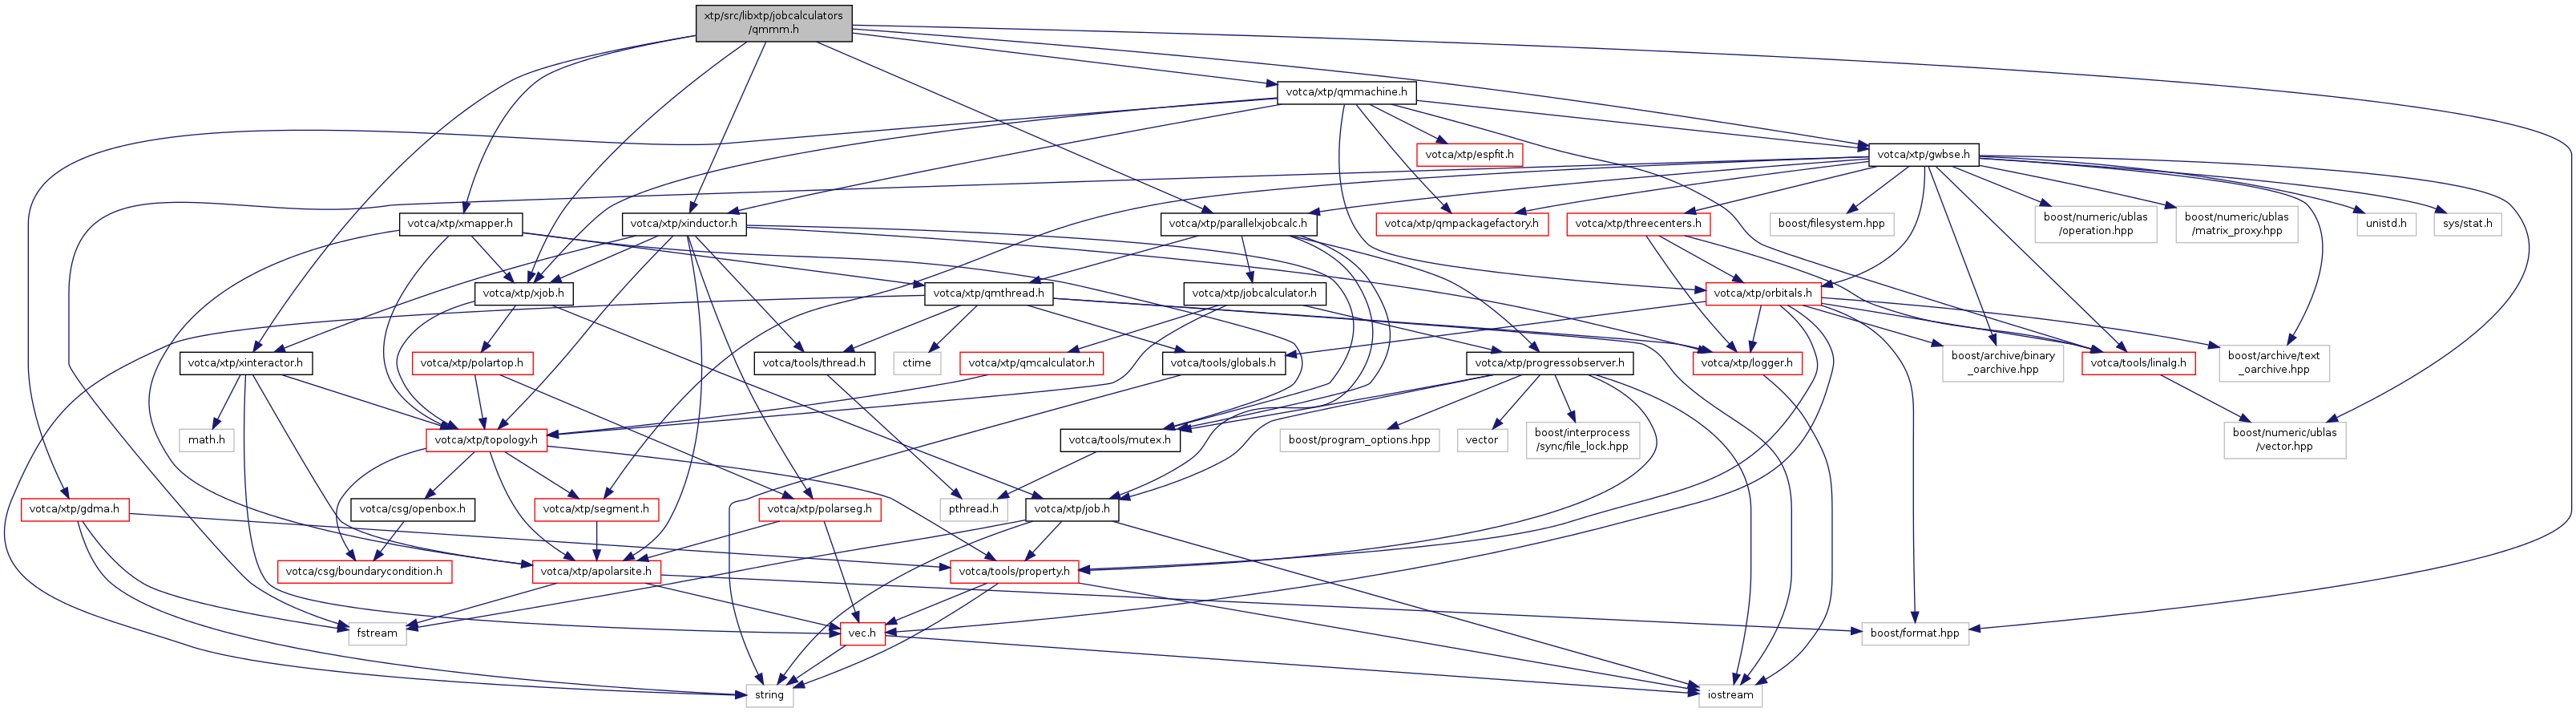 xtp/src/libxtp/jobcalculators
/qmmm.h
votca/xtp/qmmachine.h
votca/xtp/espfit.h
votca/xtp/gwbse.h
votca/xtp/xmapper.h
votca/xtp/xinductor.h
votca/xtp/parallelxjobcalc.h
votca/xtp/qmpackagefactory.h
votca/xtp/threecenters.h
boost/filesystem.hpp
boost/numeric/ublas
/operation.hpp
boost/numeric/ublas
/matrix_proxy.hpp
unistd.h
sys/stat.h
votca/xtp/xjob.h
votca/xtp/qmthread.h
votca/xtp/jobcalculator.h
votca/xtp/orbitals.h
votca/xtp/xinteractor.h
votca/xtp/polartop.h
votca/tools/thread.h
ctime
votca/xtp/qmcalculator.h
votca/tools/globals.h
votca/xtp/progressobserver.h
votca/xtp/logger.h
boost/archive/binary
_oarchive.hpp
votca/tools/linalg.h
boost/archive/text
_oarchive.hpp
math.h
votca/xtp/topology.h
votca/tools/mutex.h
boost/program_options.hpp
vector
boost/interprocess
/sync/file_lock.hpp
boost/numeric/ublas
/vector.hpp
votca/xtp/gdma.h
votca/csg/openbox.h
votca/xtp/segment.h
votca/xtp/polarseg.h
pthread.h
votca/xtp/job.h
votca/csg/boundarycondition.h
votca/xtp/apolarsite.h
votca/tools/property.h
fstream
vec.h
boost/format.hpp
string
iostream